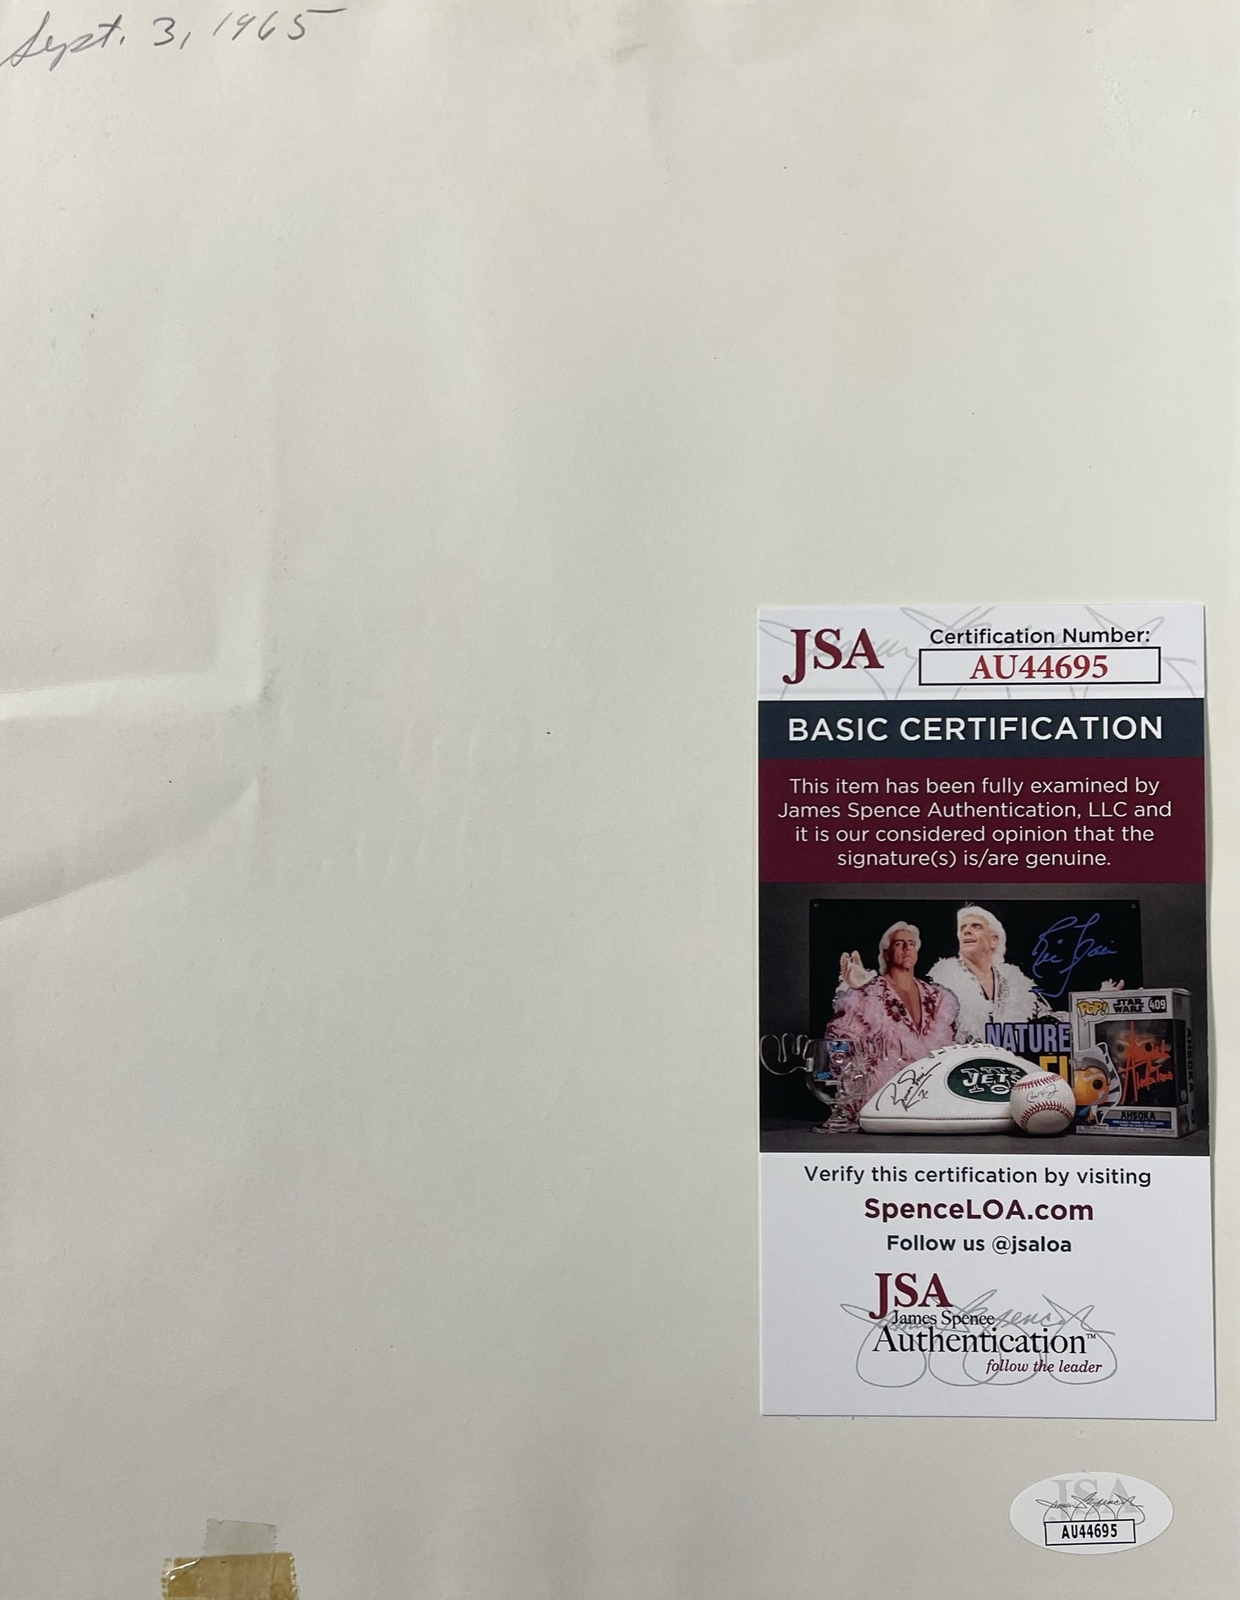 Sept. 3, 1965
JSA
Certification Number:
AU44695
BASIC CERTIFICATION
This item has been fully examined by
James Spence Authentication, LLC and
it is our considered opinion that the
signature(s) is/are genuine.
NATURE
JETS
POP!
STAR
WARS
409
AHSOKA
Verify this certification by visiting
SpenceLOA.com
Follow us @jsaloa
JSA
James Spence
Authentication™
follow the leader
JSA
AU44695